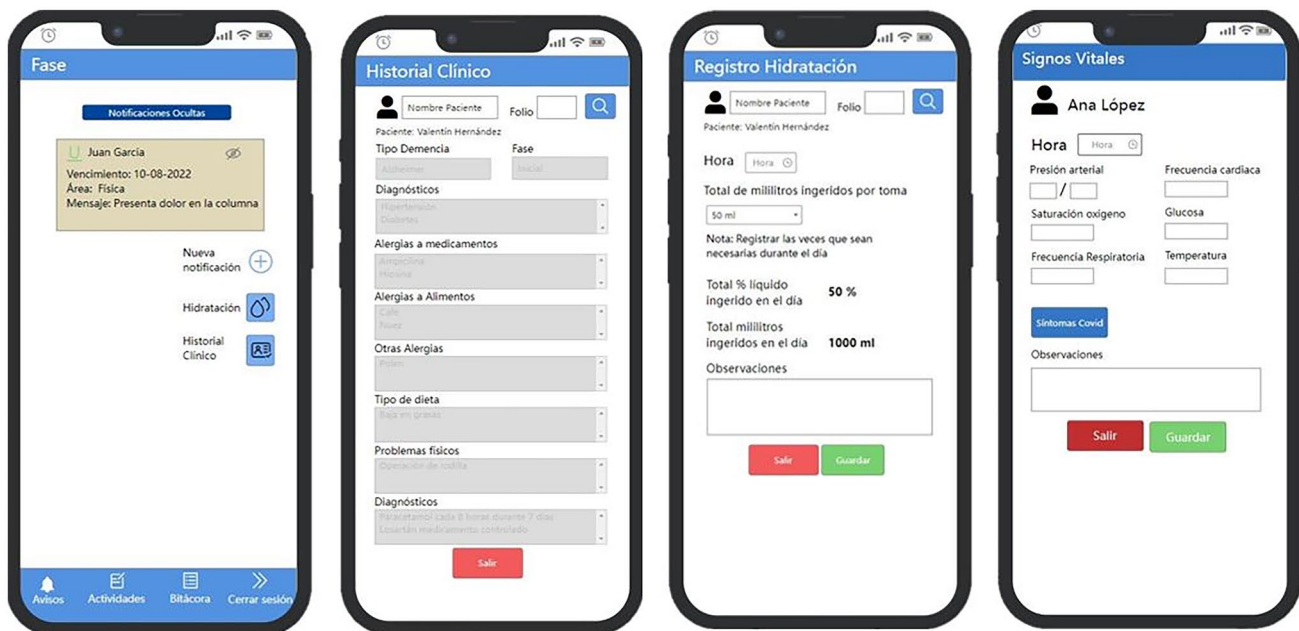 Fase
Notificaciones Ocultas
U Juan García
Vencimiento: 10-08-2022
Área: Física
Mensaje: Presenta dolor en la columna
Nueva
notificación
Hidratación
Historial
Clínico
Avisos Actividades Bitácora Cerrar sesión
Historial Clínico
Nombre Paciente Folio
Paciente: Valentín Hernández
Tipo Demencia Fase
Alzheimer Inicial
Diagnósticos
Hipertensión
Diabetes
Alergias a medicamentos
Ampicilina
Alergias a Alimentos
Café
Nuez
Otras Alergias
Polen
Tipo de dieta
Baja en grasas
Problemas físicos
Operación de rodilla
Diagnósticos
Paracetamol cada 8 horas durante 7 días
Losartán medicamento controlado
Salir
Registro Hidratación
Nombre Paciente Folio
Paciente: Valentín Hernández
Hora Hora
Total de mililitros ingeridos por toma
50 ml
Nota: Registrar las veces que sean
necesarias durante el día
Total % líquido
ingerido en el día 50 %
Total mililitros
ingeridos en el día 1000 ml
Observaciones
Salir Guardar
Signos Vitales
Ana López
Hora Hora
Presión arterial Frecuencia cardiaca
/
Saturación oxígeno Glucosa
Frecuencia Respiratoria Temperatura
Síntomas Covid
Observaciones
Salir Guardar